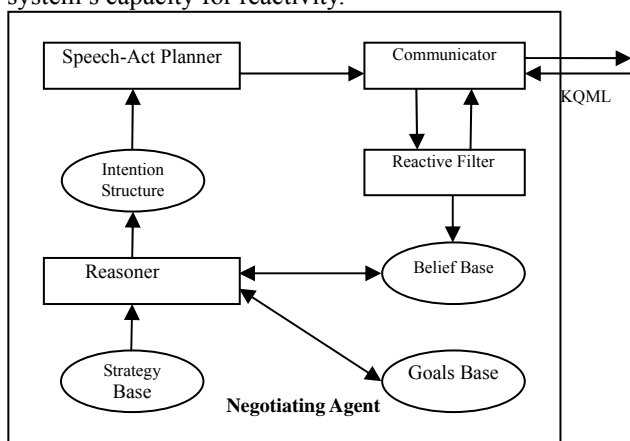 system's capacity for reactivity.
Speech-Act Planner
Communicator
KQML
Intention
Structure
Reactive Filter
Reasoner
Belief Base
Strategy
Base
Goals Base
Negotiating Agent